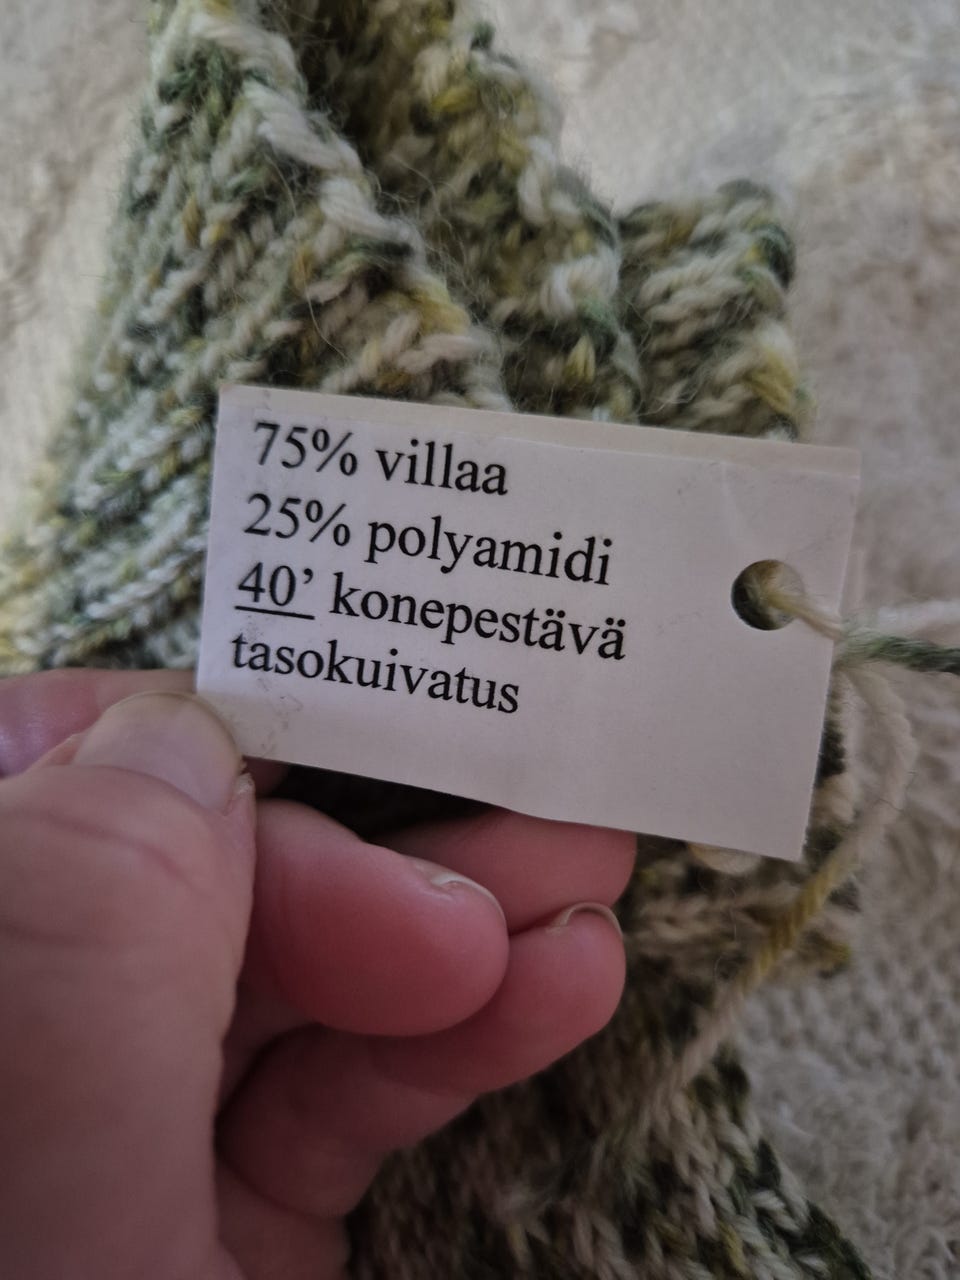 75% villaa
25% polyamidi
40’ konepestävä
tasokuivatus